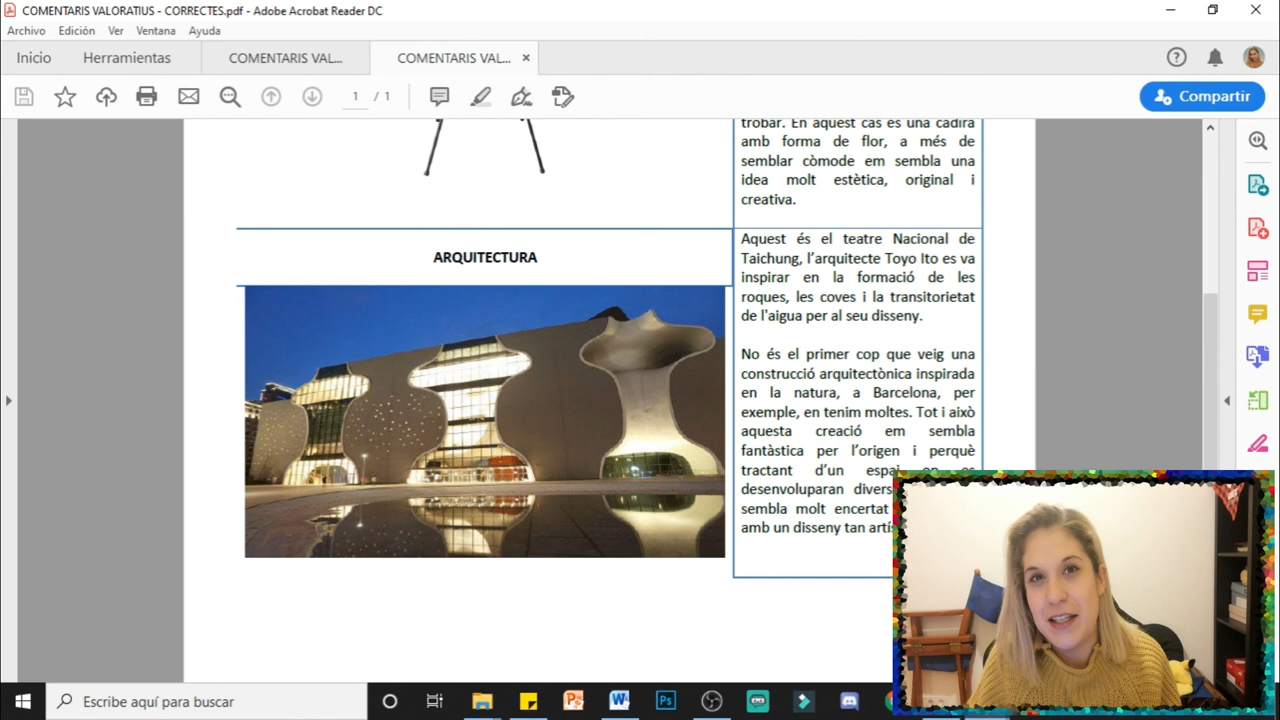 COMENTARIS VALORATIUS - CORRECTES.pdf - Adobe Acrobat Reader DC
Archivo Edición Ver Ventana Ayuda
Inicio Herramientas COMENTARIS VAL... COMENTARIS VAL... ×
1 / 1
Compartir
trobar. En aquest cas es una cadira
amb forma de flor, a més de
semblar còmode em sembla una
idea molt estètica, original i
creativa.
ARQUITECTURA
Aquest és el teatre Nacional de
Taichung, l'arquitecte Toyo Ito es va
inspirar en la formació de les
roques, les coves i la transitorietat
de l'aigua per al seu disseny.
No és el primer cop que veig una
construcció arquitectònica inspirada
en la natura, a Barcelona, per
exemple, en tenim moltes. Tot i això
aquesta creació em sembla
fantàstica per l'origen i perquè
tractant d'un espai
desenvoluparan
sembla molt encertat
amb un disseny tan
Escribe aquí para buscar